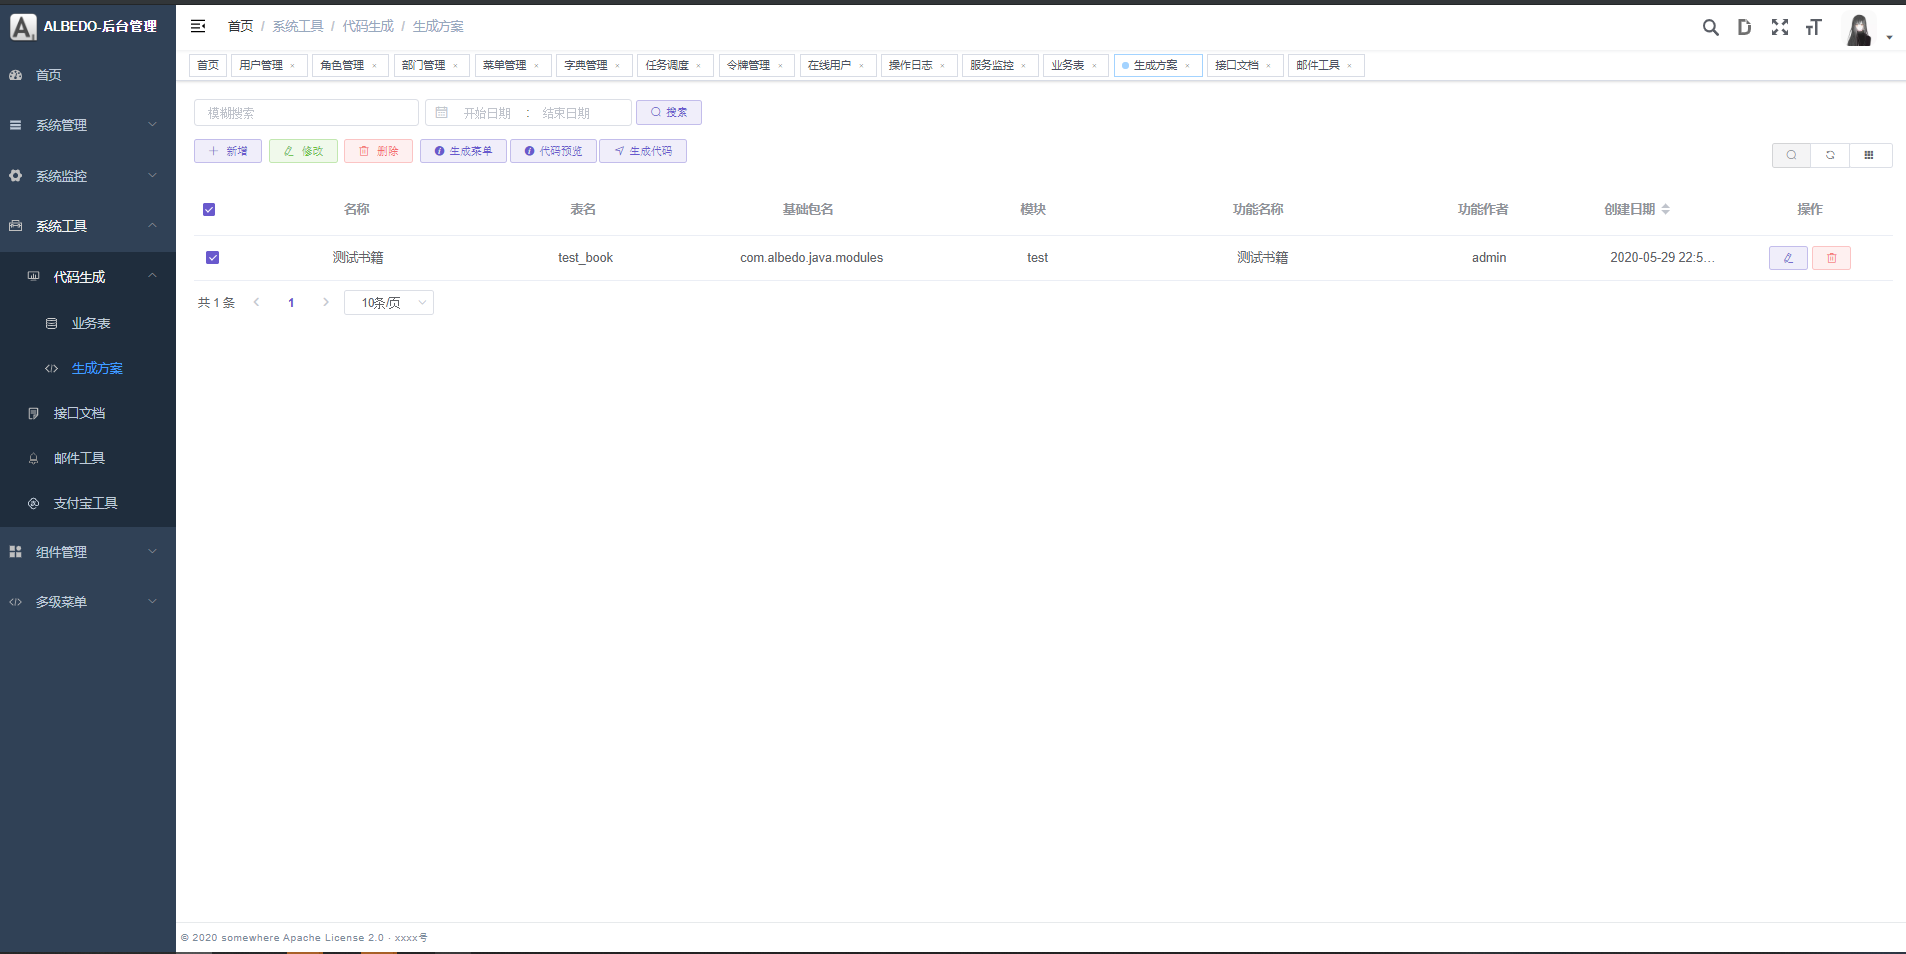 ALBEDO-后台管理
首页
系统管理
系统监控
系统工具
代码生成
业务表
生成方案
接口文档
邮件工具
支付宝工具
组件管理
多级菜单
首页 / 系统工具 / 代码生成 / 生成方案
首页 用户管理 × 角色管理 × 部门管理 × 菜单管理 × 字典管理 × 任务调度 × 令牌管理 × 在线用户 × 操作日志 × 服务监控 × 业务表 × 生成方案 × 接口文档 × 邮件工具 ×
模糊搜索 开始日期 : 结束日期 搜索
新增 修改 删除 生成菜单 代码预览 生成代码
名称 表名 基础包名 模块 功能名称 功能作者 创建日期 操作
测试书籍 test_book com.albedo.java.modules test 测试书籍 admin 2020-05-29 22:5...
共 1 条 1 10条/页
© 2020 somewhere Apache License 2.0 · xxxx号